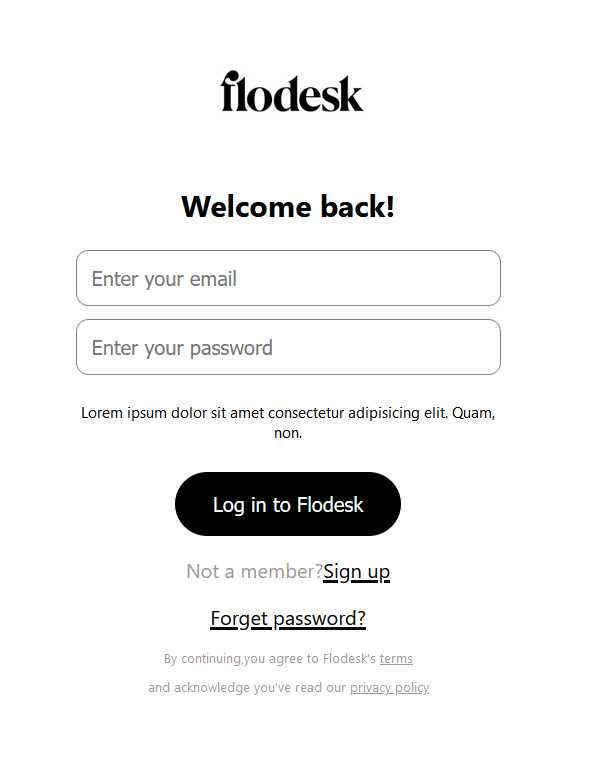 flodesk
Welcome back!
Enter your email
Enter your password
Lorem ipsum dolor sit amet consectetur adipisicing elit. Quam,
non.
Log in to Flodesk
Not a member?Sign up
Forget password?
By continuing,you agree to Flodesk's terms
and acknowledge you've read our privacy policy